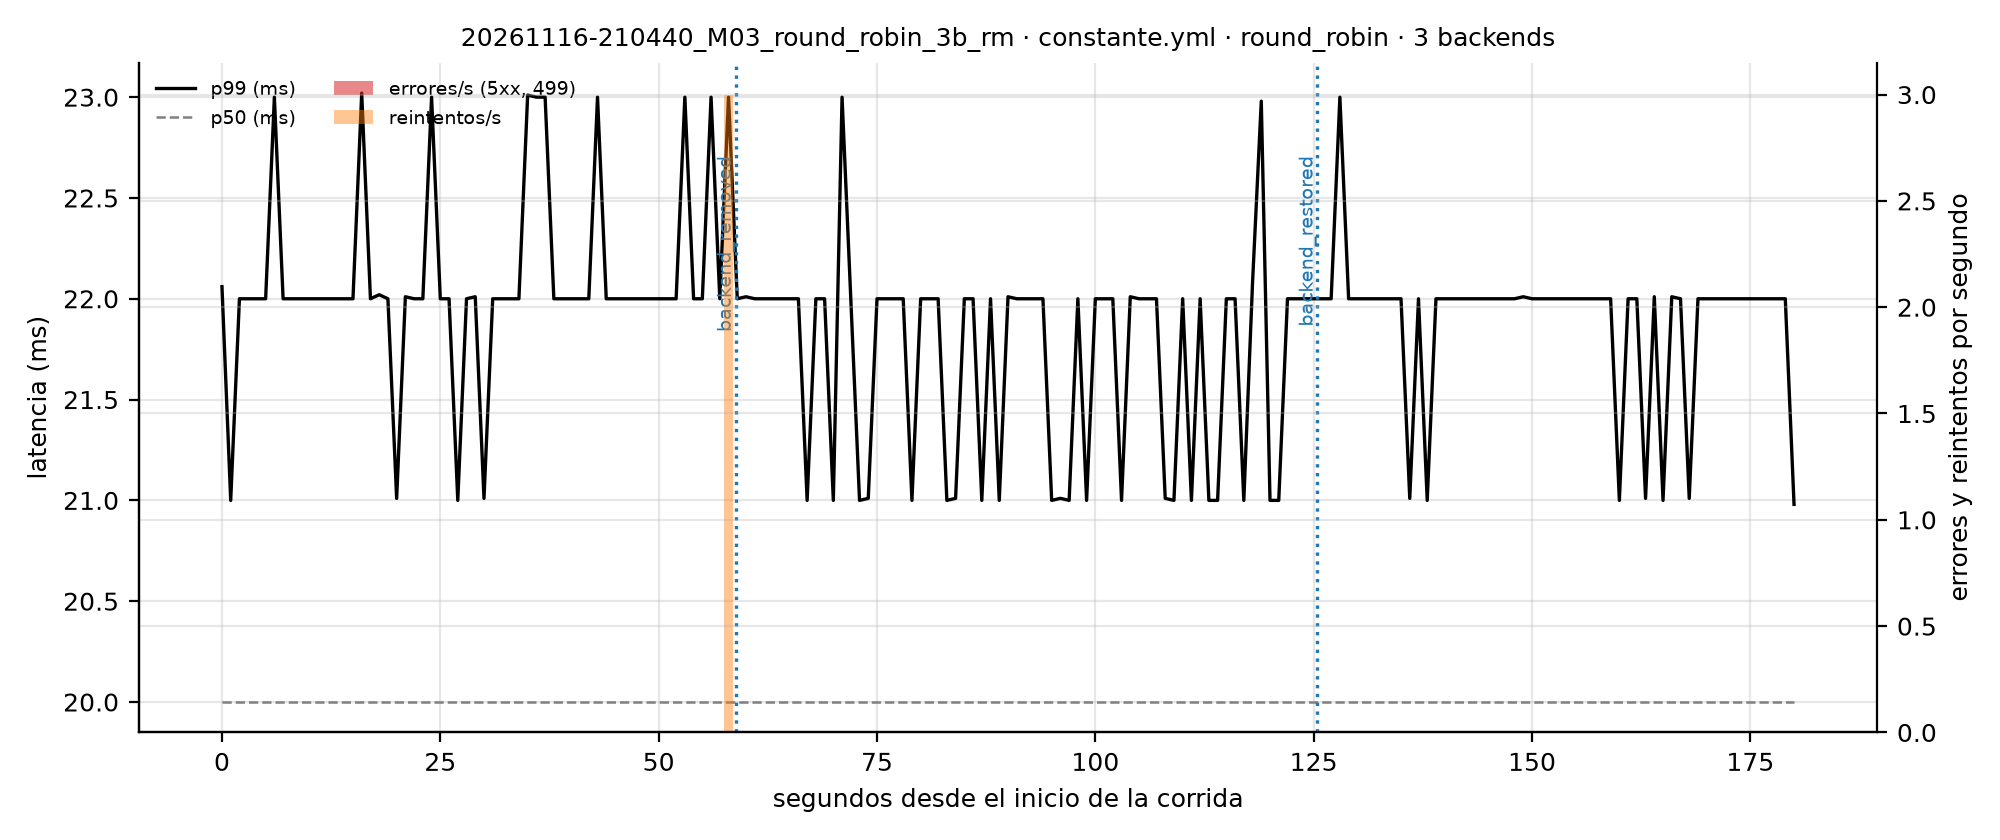 20261116-210440_M03_round_robin_3b_rm · constante.yml · round_robin · 3 backends
p99 (ms)
p50 (ms)
errores/s (5xx, 499)
reintentos/s
latencia (ms)
23.0
22.5
22.0
21.5
21.0
20.5
20.0
backend_removed
backend_restored
3.0
2.5
2.0
1.5
1.0
0.5
0.0
errores y reintentos por segundo
0
25
50
75
100
125
150
175
segundos desde el inicio de la corrida